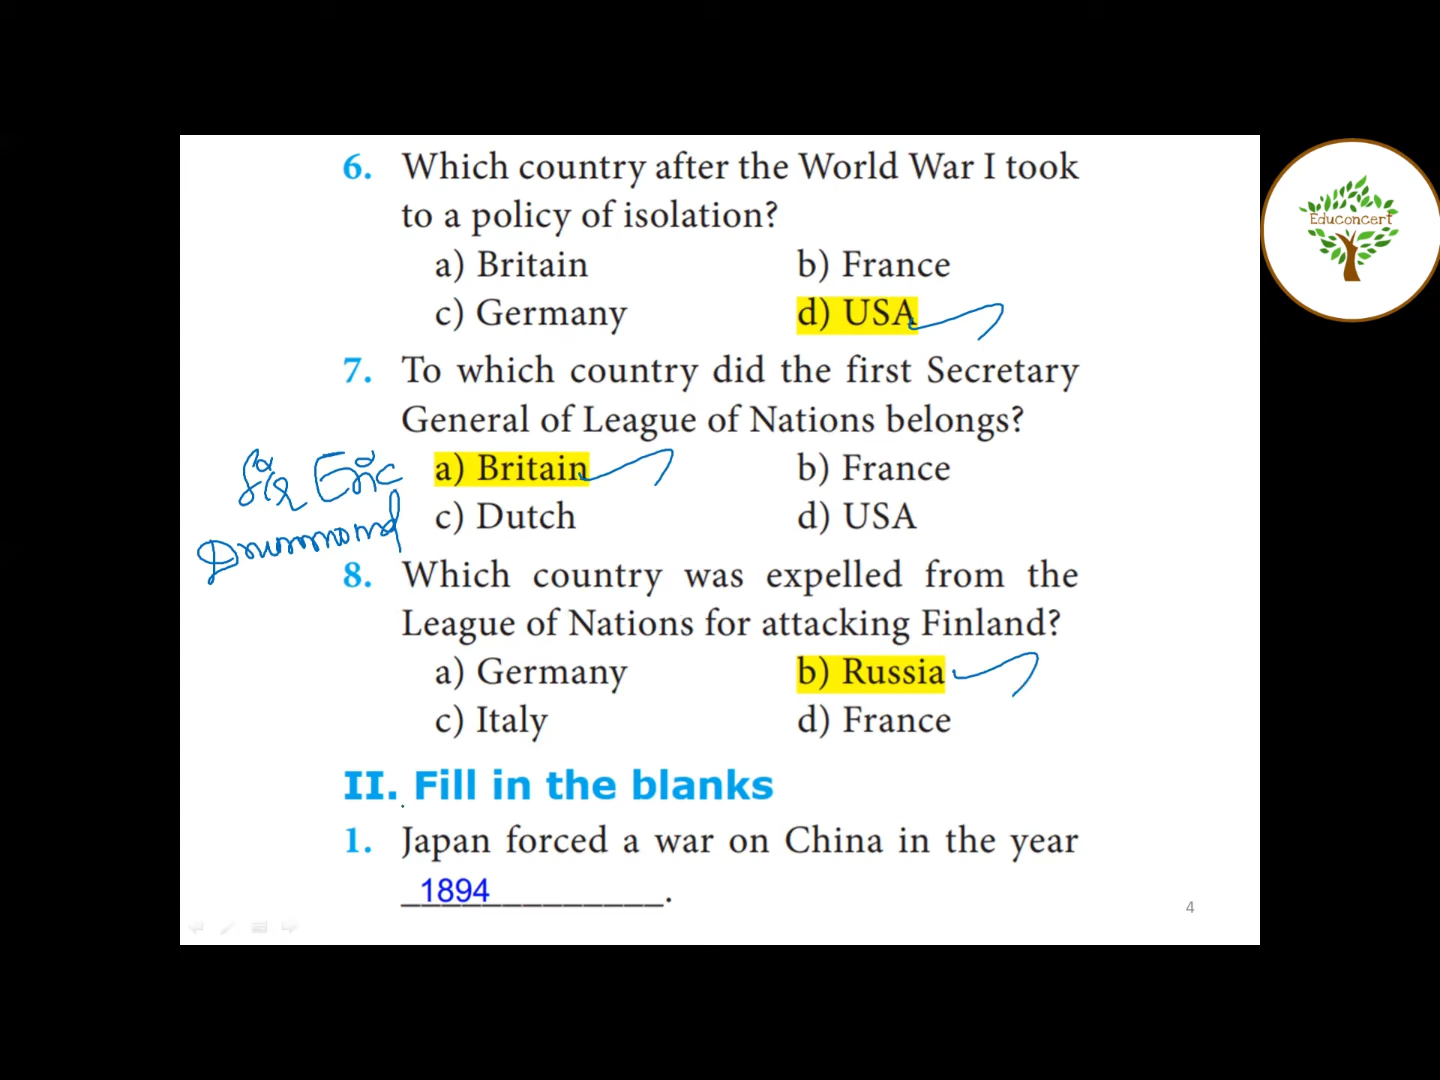 6. Which country after the World War I took
to a policy of isolation?
a) Britain b) France
c) Germany d) USA
7. To which country did the first Secretary
General of League of Nations belongs?
a) Britain b) France
c) Dutch d) USA
Sir Eric
Drummond
8. Which country was expelled from the
League of Nations for attacking Finland?
a) Germany b) Russia
c) Italy d) France
II. Fill in the blanks
1. Japan forced a war on China in the year
1894.
4
Educoncert